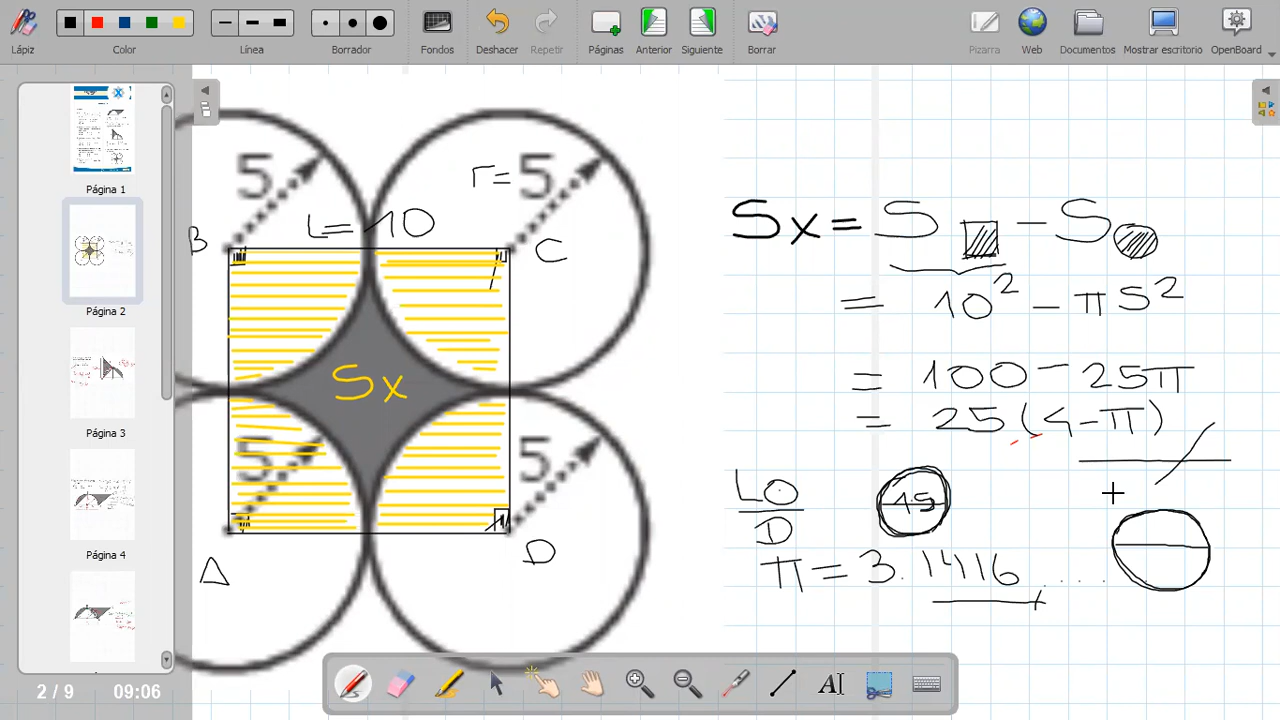 Lápiz
Color
Línea
Borrador
Fondos
Deshacer
Repetir
Páginas
Anterior
Siguiente
Borrar
Pizarra
Web
Documentos
Mostrar escritorio
OpenBoard
Página 1
Página 2
Página 3
Página 4
2 / 9
09:06
5
r=5
L=10
B
C
Sx
5
5
A
D
Sx = S - S
= 10² - π5²
= 100 - 25π
= 25(4-π)
LO
D
15
π = 3.1416 ....
AI